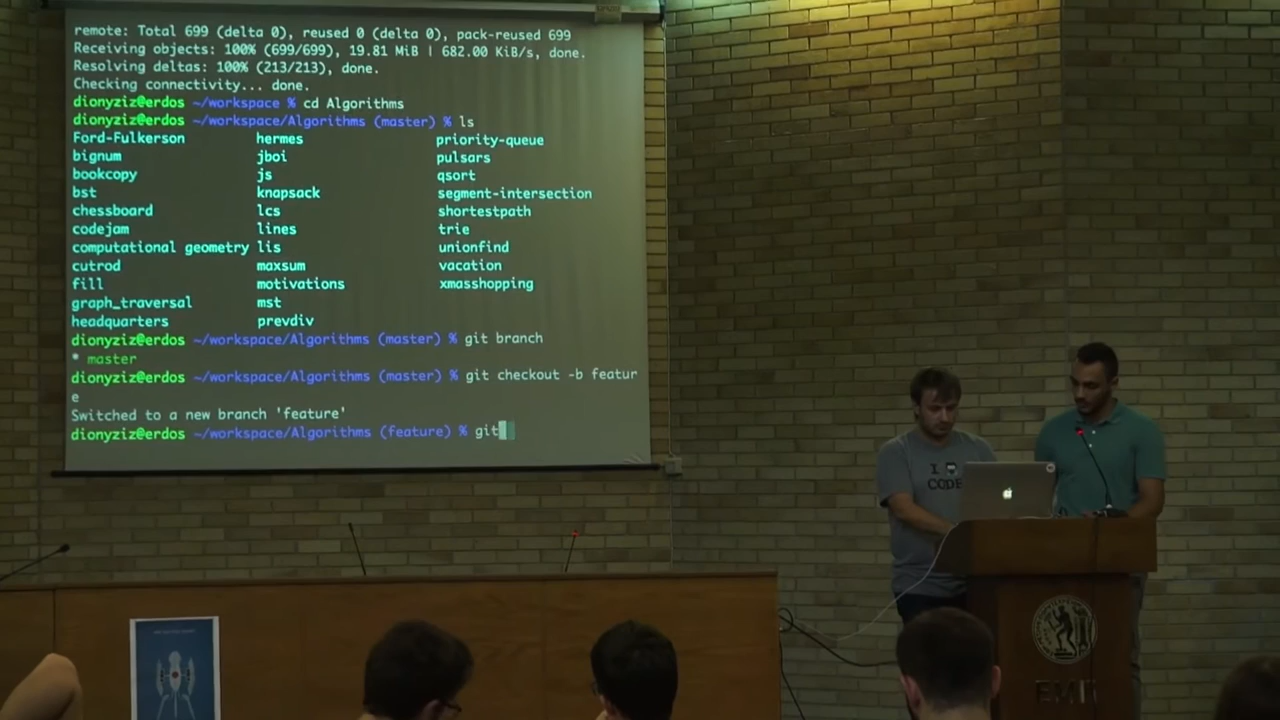 remote: Total 699 (delta 0), reused 0 (delta 0), pack-reused 699
Receiving objects: 100% (699/699), 19.81 MiB | 682.00 KiB/s, done.
Resolving deltas: 100% (213/213), done.
Checking connectivity... done.
dionyziz@erdos ~/workspace % cd Algorithms
dionyziz@erdos ~/workspace/Algorithms (master) % ls
Ford-Fulkerson hermes priority-queue
bignum jboi pulsars
bookcopy js qsort
bst knapsack segment-intersection
chessboard lcs shortestpath
codejam lines trie
computational geometry lis unionfind
cutrod maxsum vacation
fill motivations xmasshopping
graph_traversal mst
headquarters prevdiv
dionyziz@erdos ~/workspace/Algorithms (master) % git branch
* master
dionyziz@erdos ~/workspace/Algorithms (master) % git checkout -b featur
e
Switched to a new branch 'feature'
dionyziz@erdos ~/workspace/Algorithms (feature) % git
I
CODE
ΕΜΠ